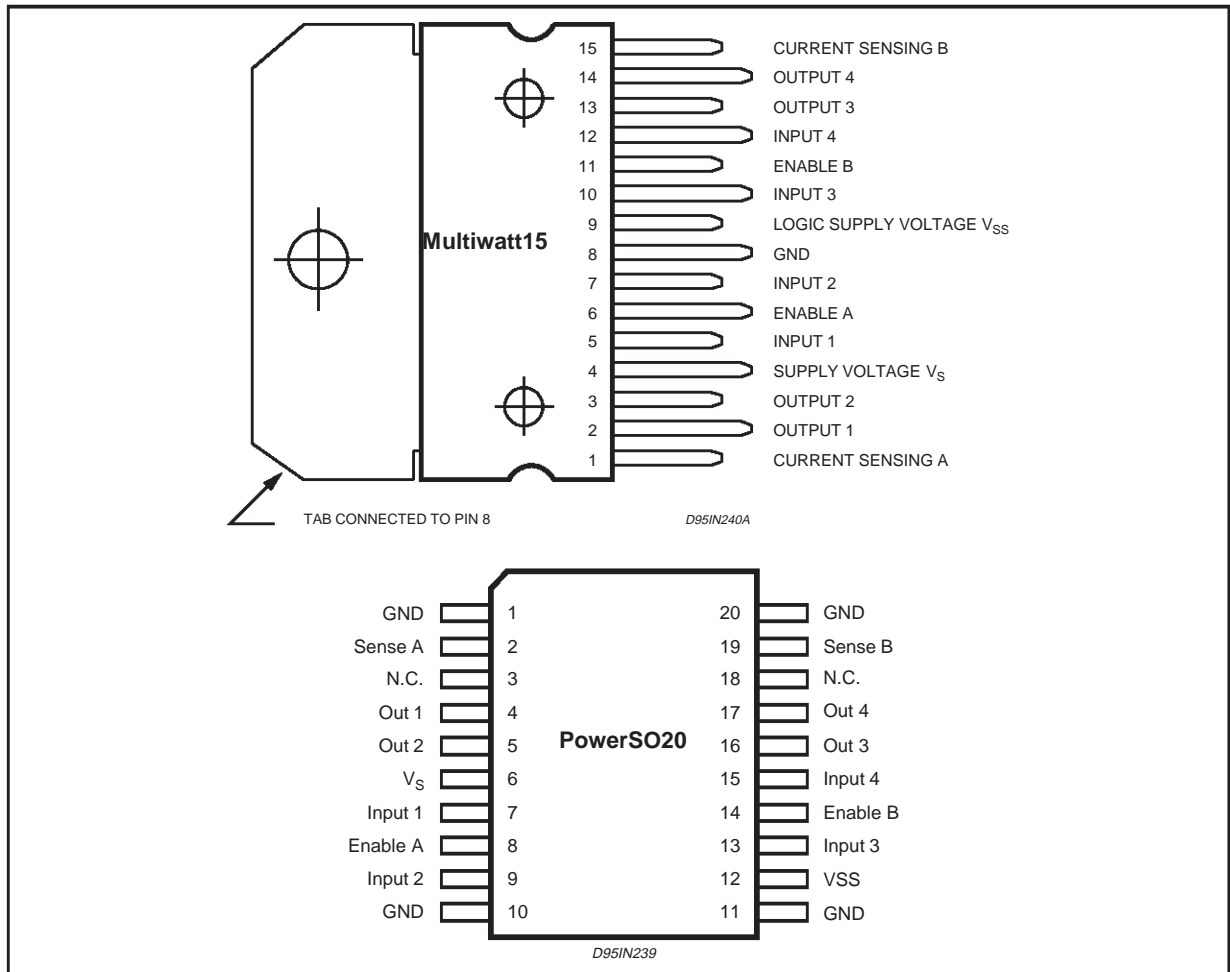 15 CURRENT SENSING B
14 OUTPUT 4
13 OUTPUT 3
12 INPUT 4
11 ENABLE B
10 INPUT 3
9 LOGIC SUPPLY VOLTAGE VSS
Multiwatt15
8 GND
7 INPUT 2
6 ENABLE A
5 INPUT 1
4 SUPPLY VOLTAGE VS
3 OUTPUT 2
2 OUTPUT 1
1 CURRENT SENSING A
TAB CONNECTED TO PIN 8
D95IN240A
GND 1 20 GND
Sense A 2 19 Sense B
N.C. 3 18 N.C.
Out 1 4 17 Out 4
Out 2 5 PowerSO20 16 Out 3
VS 6 15 Input 4
Input 1 7 14 Enable B
Enable A 8 13 Input 3
Input 2 9 12 VSS
GND 10 11 GND
D95IN239